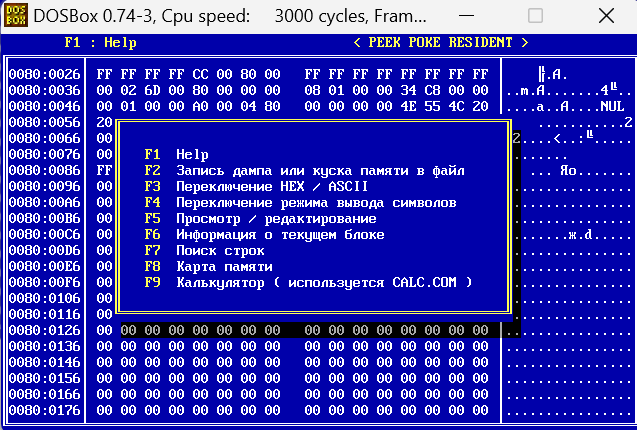 DOSBox 0.74-3, Cpu speed: 3000 cycles, Fram...
F1 : Help < PEEK POKE RESIDENT >
0080:0026 FF FF FF FF CC 00 80 00 FF FF FF FF FF FF FF FF
0080:0036 00 02 6D 00 80 00 00 00 08 01 00 00 34 C8 00 00
0080:0046 00 01 00 00 A0 00 04 80 00 00 00 00 4E 55 4C 20
0080:0056 20
0080:0066 00
0080:0076 00
0080:0086 FF
0080:0096 00
0080:00A6 00
0080:00B6 00
0080:00C6 00
0080:00D6 00
0080:00E6 00
0080:00F6 00
0080:0106 00
0080:0116 00
F1 Help
F2 Запись дампа или куска памяти в файл
F3 Переключение HEX / ASCII
F4 Переключение режима вывода символов
F5 Просмотр / редактирование
F6 Информация о текущем блоке
F7 Поиск строк
F8 Карта памяти
F9 Калькулятор ( используется CALC.COM )
0080:0126 00 00 00 00 00 00 00 00 00 00 00 00 00 00 00 00
0080:0136 00 00 00 00 00 00 00 00 00 00 00 00 00 00 00 00
0080:0146 00 00 00 00 00 00 00 00 00 00 00 00 00 00 00 00
0080:0156 00 00 00 00 00 00 00 00 00 00 00 00 00 00 00 00
0080:0166 00 00 00 00 00 00 00 00 00 00 00 00 00 00 00 00
0080:0176 00 00 00 00 00 00 00 00 00 00 00 00 00 00 00 00